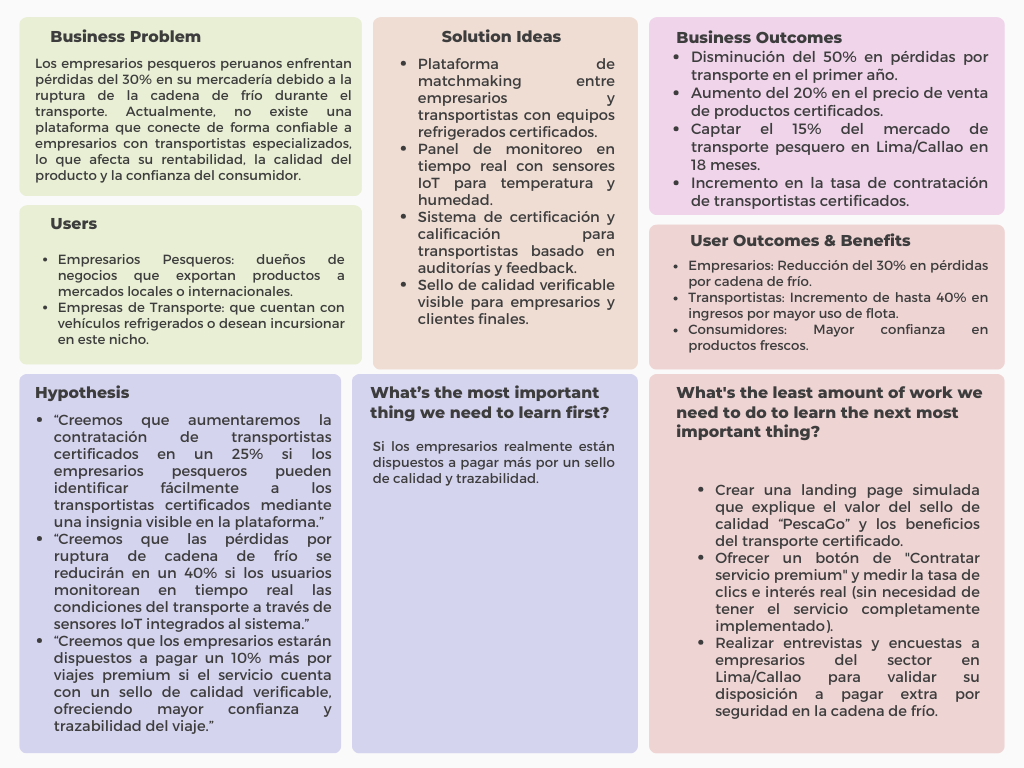 Business Problem
Los empresarios pesqueros peruanos enfrentan
pérdidas del 30% en su mercadería debido a la
ruptura de la cadena de frío durante el
transporte. Actualmente, no existe una
plataforma que conecte de forma confiable a
empresarios con transportistas especializados,
lo que afecta su rentabilidad, la calidad del
producto y la confianza del consumidor.
Users
• Empresarios Pesqueros: dueños de
negocios que exportan productos a
mercados locales o internacionales.
• Empresas de Transporte: que cuentan con
vehículos refrigerados o desean incursionar
en este nicho.
Solution Ideas
• Plataforma de
matchmaking entre
empresarios y
transportistas con equipos
refrigerados certificados.
• Panel de monitoreo en
tiempo real con sensores
IoT para temperatura y
humedad.
• Sistema de certificación y
calificación para
transportistas basado en
auditorías y feedback.
• Sello de calidad verificable
visible para empresarios y
clientes finales.
Business Outcomes
• Disminución del 50% en pérdidas por
transporte en el primer año.
• Aumento del 20% en el precio de venta
de productos certificados.
• Captar el 15% del mercado de
transporte pesquero en Lima/Callao en
18 meses.
• Incremento en la tasa de contratación
de transportistas certificados.
User Outcomes & Benefits
• Empresarios: Reducción del 30% en pérdidas
por cadena de frío.
• Transportistas: Incremento de hasta 40% en
ingresos por mayor uso de flota.
• Consumidores: Mayor confianza en
productos frescos.
Hypothesis
• “Creemos que aumentaremos la
contratación de transportistas
certificados en un 25% si los
empresarios pesqueros pueden
identificar fácilmente a los
transportistas certificados mediante
una insignia visible en la plataforma.”
• “Creemos que las pérdidas por
ruptura de cadena de frío se
reducirán en un 40% si los usuarios
monitorean en tiempo real las
condiciones del transporte a través de
sensores IoT integrados al sistema.”
• “Creemos que los empresarios estarán
dispuestos a pagar un 10% más por
viajes premium si el servicio cuenta
con un sello de calidad verificable,
ofreciendo mayor confianza y
trazabilidad del viaje.”
What’s the most important
thing we need to learn first?
Si los empresarios realmente están
dispuestos a pagar más por un sello
de calidad y trazabilidad.
What's the least amount of work we
need to do to learn the next most
important thing?
• Crear una landing page simulada
que explique el valor del sello de
calidad “PescaGo” y los beneficios
del transporte certificado.
• Ofrecer un botón de "Contratar
servicio premium" y medir la tasa de
clics e interés real (sin necesidad de
tener el servicio completamente
implementado).
• Realizar entrevistas y encuestas a
empresarios del sector en
Lima/Callao para validar su
disposición a pagar extra por
seguridad en la cadena de frío.